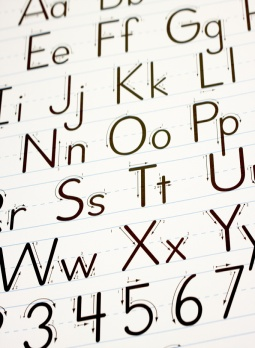 Aa Bb
Ee Ff Gg
Ii Jj Kk Ll
Nn Oo Pp
r Ss Tt U
Ww Xx Yy
3 4 5 6 7